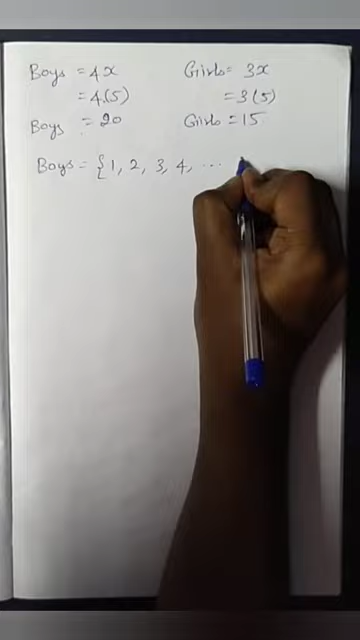 Boys = 4x Girls = 3x
= 4(5) = 3(5)
Boys = 20 Girls = 15
Boys = { 1, 2, 3, 4, ...